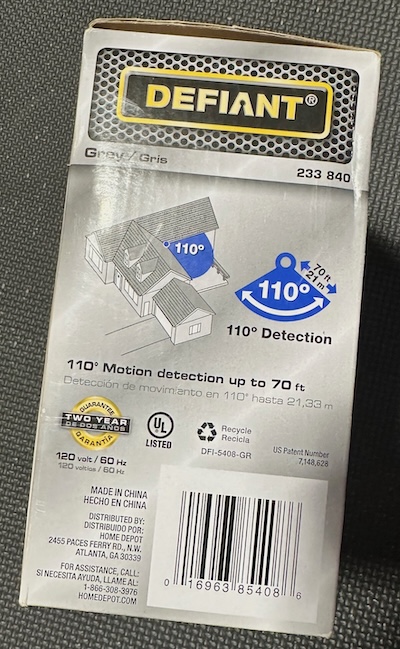 DEFIANT®
Grey / Gris
233 840
110°
70 ft
21 m
110°
110° Detection
110° Motion detection up to 70 ft
Detección de movimiento en 110° hasta 21,33 m
GUARANTEE
TWO YEAR
DE DOS AÑOS
GARANTÍA
UL
LISTED
Recycle
Recicla
DFI-5408-GR
US Patent Number
7,148,628
120 volt / 60 Hz
120 voltios / 60 Hz
MADE IN CHINA
HECHO EN CHINA
DISTRIBUTED BY:
DISTRIBUIDO POR:
HOME DEPOT
2455 PACES FERRY RD., N.W.
ATLANTA, GA 30339
FOR ASSISTANCE, CALL:
SI NECESITA AYUDA, LLAME AL:
1-866-308-3976
HOMEDEPOT.COM
0 16963 85408 6